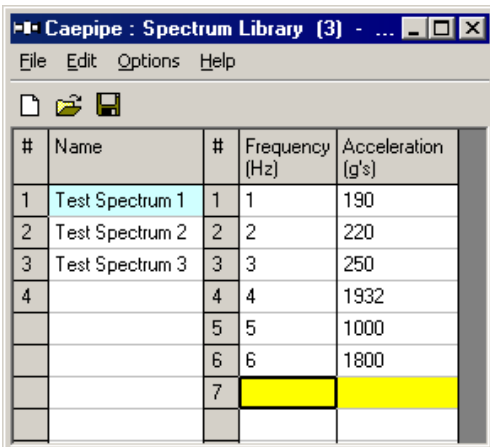 Caepipe : Spectrum Library (3) - ...
File Edit Options Help
# Name # Frequency (Hz) Acceleration (g's)
1 Test Spectrum 1 1 1 190
2 Test Spectrum 2 2 2 220
3 Test Spectrum 3 3 3 250
4 4 4 1932
5 5 1000
6 6 1800
7